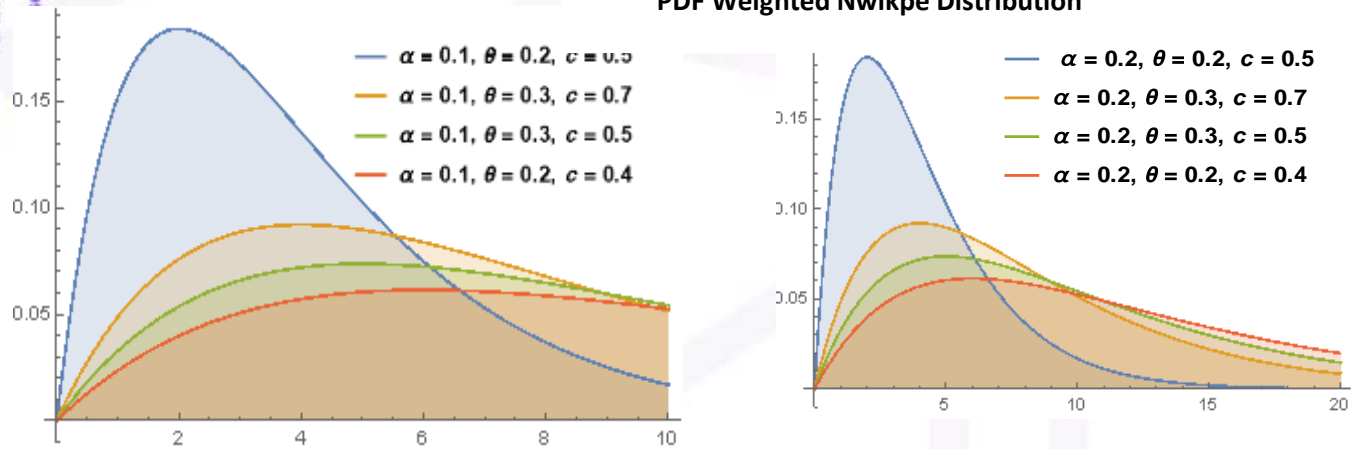 PDF Weighted Nwikpe Distribution
α = 0.1, θ = 0.2, c = 0.5
α = 0.1, θ = 0.3, c = 0.7
α = 0.1, θ = 0.3, c = 0.5
α = 0.1, θ = 0.2, c = 0.4
0.15
0.10
0.05
2 4 6 8 10
α = 0.2, θ = 0.2, c = 0.5
α = 0.2, θ = 0.3, c = 0.7
α = 0.2, θ = 0.3, c = 0.5
α = 0.2, θ = 0.2, c = 0.4
0.15
0.10
0.05
5 10 15 20